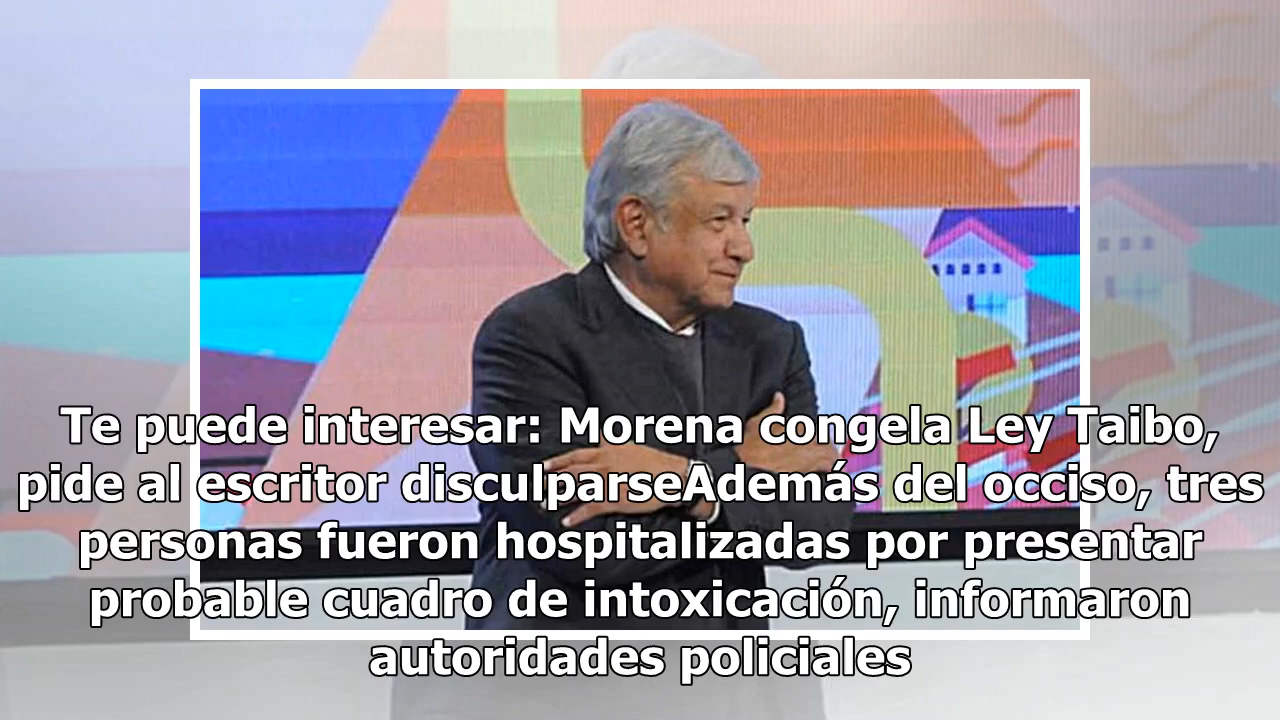 Te puede interesar: Morena congela Ley Taibo,
pide al escritor disculparseAdemás del occiso, tres
personas fueron hospitalizadas por presentar
probable cuadro de intoxicación, informaron
autoridades policiales